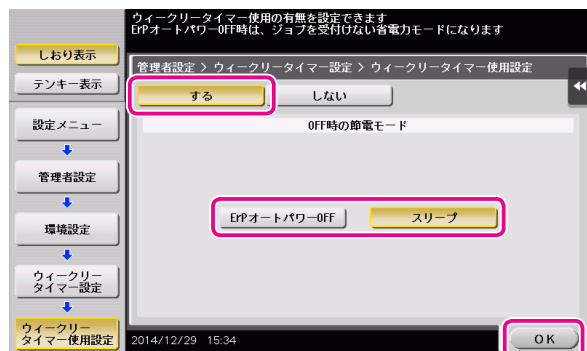 ウィークリータイマー使用の有無を設定できます
ErPオートパワーOFF時は、ジョブを受付けない省電力モードになります
しおり表示
テンキー表示
設定メニュー
管理者設定
環境設定
ウィークリー
タイマー設定
ウィークリー
タイマー使用設定
管理者設定 > ウィークリータイマー設定 > ウィークリータイマー使用設定
する
しない
OFF時の節電モード
ErPオートパワーOFF
スリープ
2014/12/29 15:34
OK